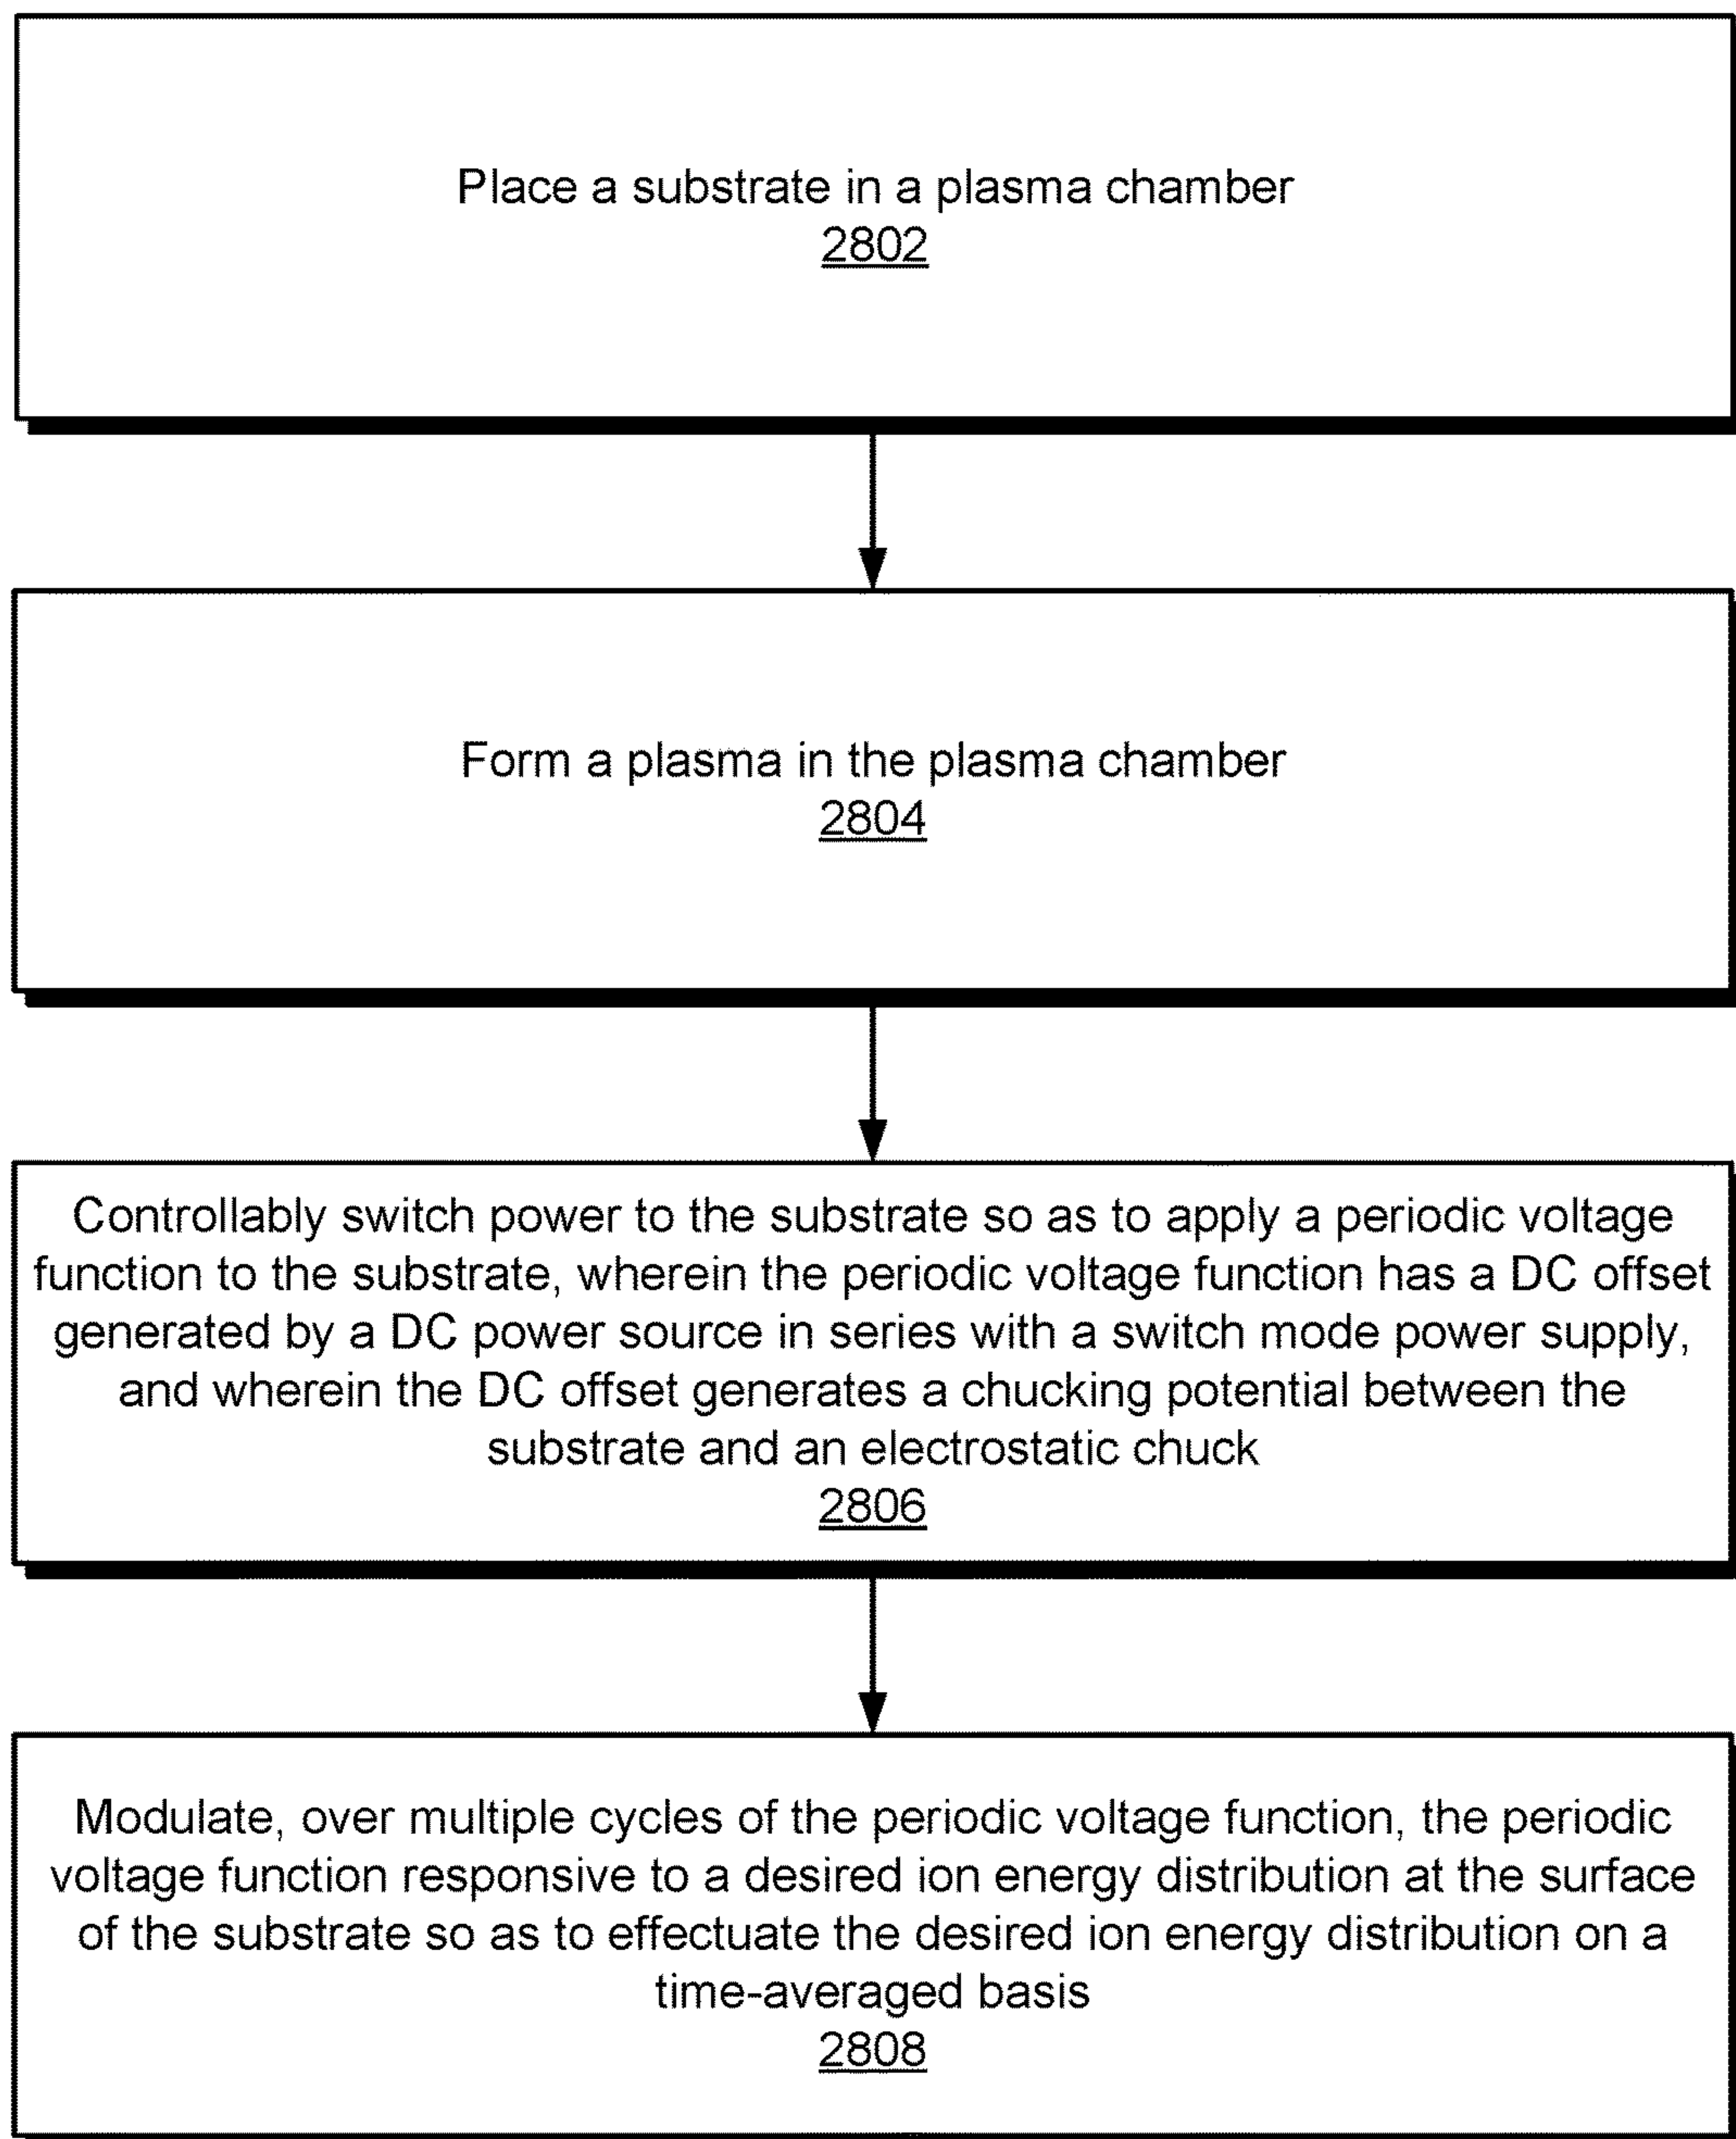 Place a substrate in a plasma chamber
2802
Form a plasma in the plasma chamber
2804
Controllably switch power to the substrate so as to apply a periodic voltage
function to the substrate, wherein the periodic voltage function has a DC offset
generated by a DC power source in series with a switch mode power supply,
and wherein the DC offset generates a chucking potential between the
substrate and an electrostatic chuck
2806
Modulate, over multiple cycles of the periodic voltage function, the periodic
voltage function responsive to a desired ion energy distribution at the surface
of the substrate so as to effectuate the desired ion energy distribution on a
time-averaged basis
2808